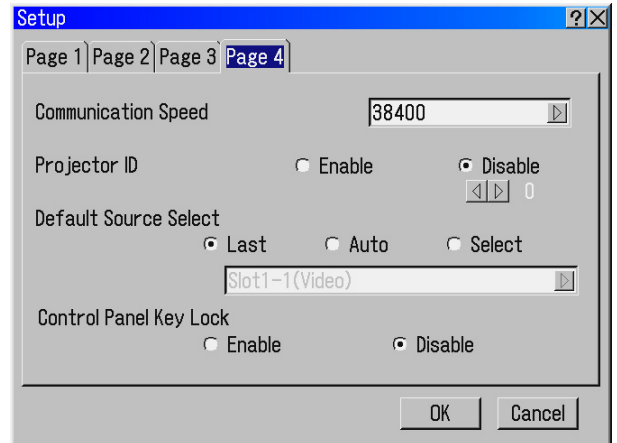 Setup ? X
Page 1 Page 2 Page 3 Page 4
Communication Speed 38400
Projector ID Enable Disable
0
Default Source Select
Last Auto Select
Slot1-1(Video)
Control Panel Key Lock
Enable Disable
OK Cancel